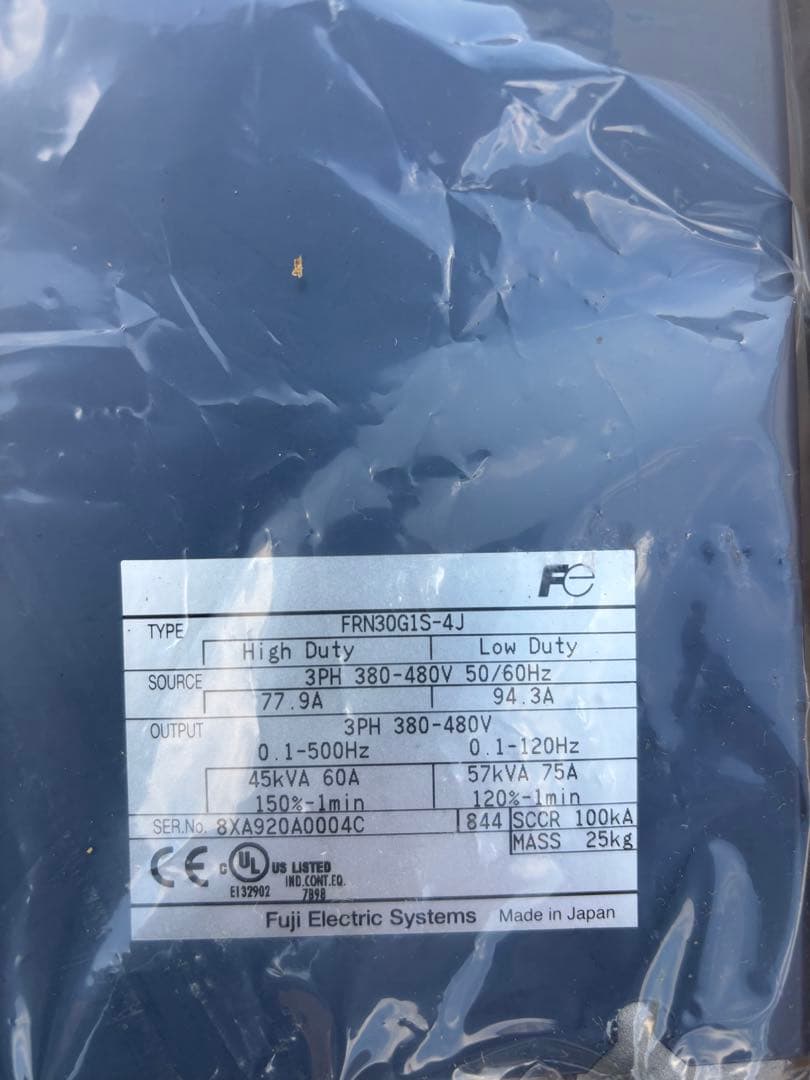 Fe
TYPE FRN30G1S-4J
High Duty Low Duty
SOURCE 3PH 380-480V 50/60Hz
77.9A 94.3A
OUTPUT 3PH 380-480V
0.1-500Hz 0.1-120Hz
45kVA 60A 57kVA 75A
150%-1min 120%-1min
SER.No. 8XA920A0004C 844 SCCR 100kA
MASS 25kg
CE c UL US LISTED
IND.CONT.EQ.
E132902 7B98
Fuji Electric Systems Made in Japan